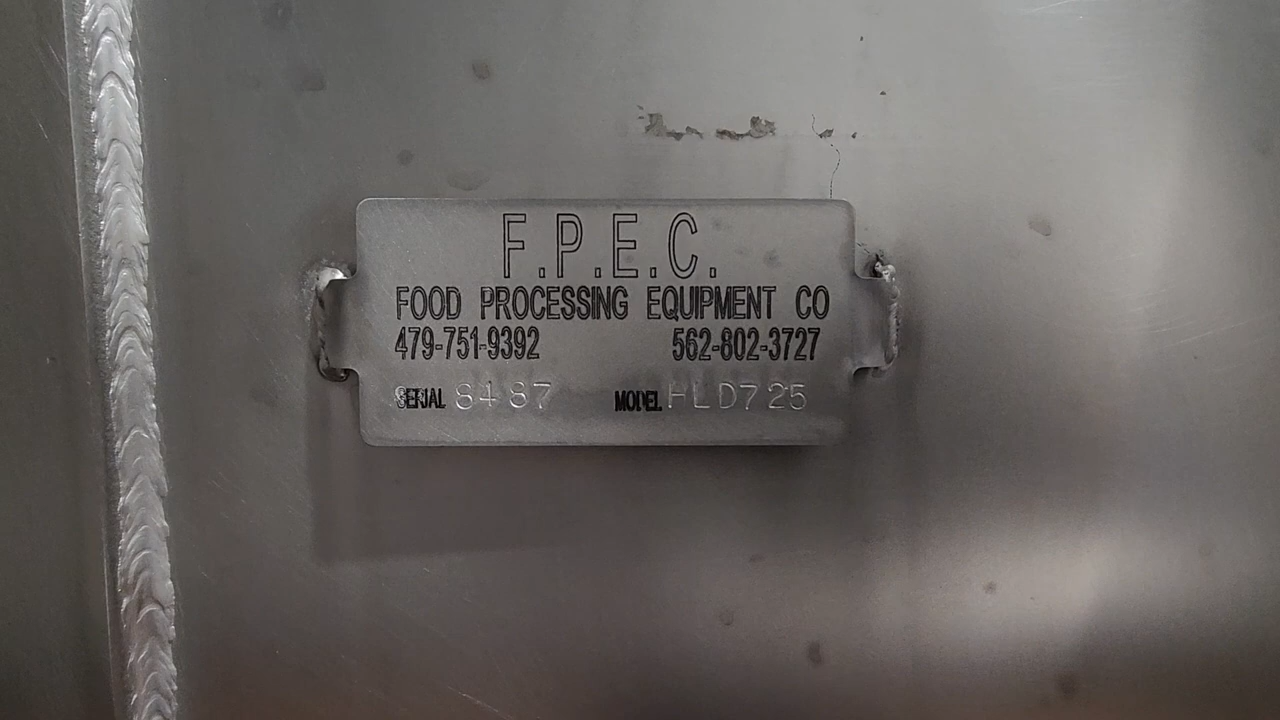 F.P.E.C.
FOOD PROCESSING EQUIPMENT CO
479-751-9392 562-802-3727
SERIAL 8487 MODEL HLD725